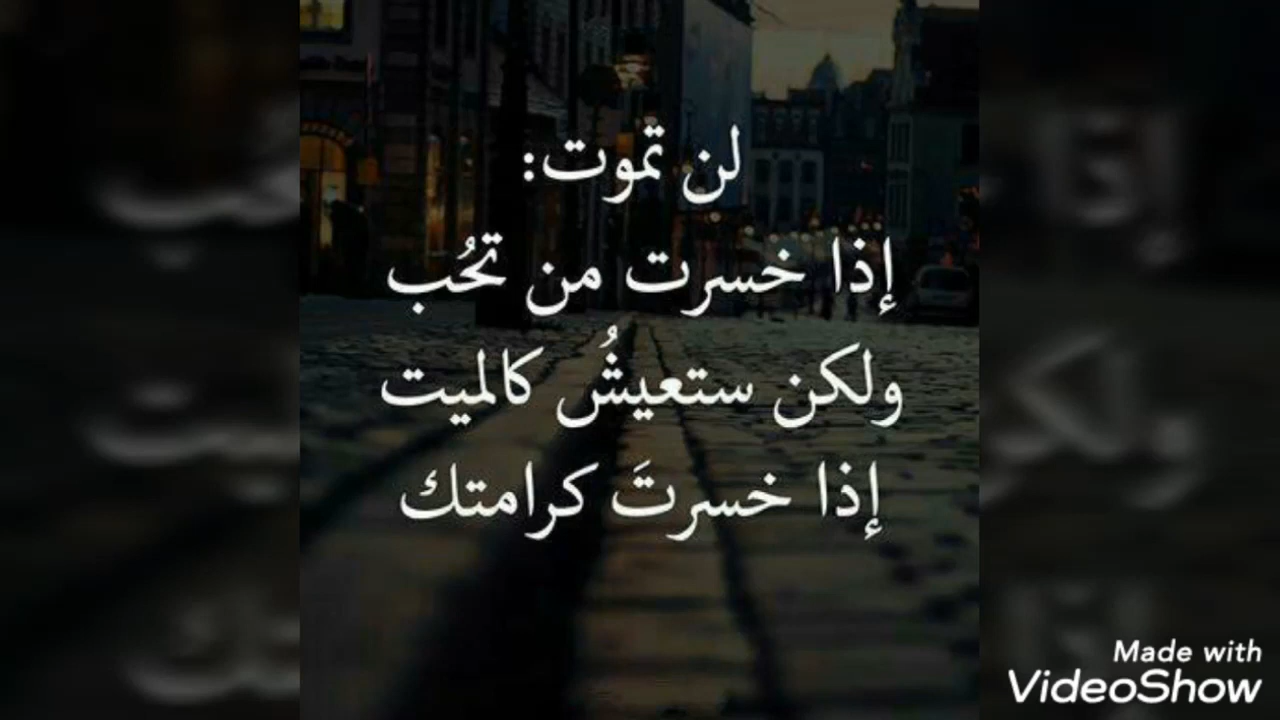 لن تموت:
إذا خسرت من تحُب
ولكن ستعيشُ كالميت
إذا خسرتَ كرامتك
Made with
VideoShow